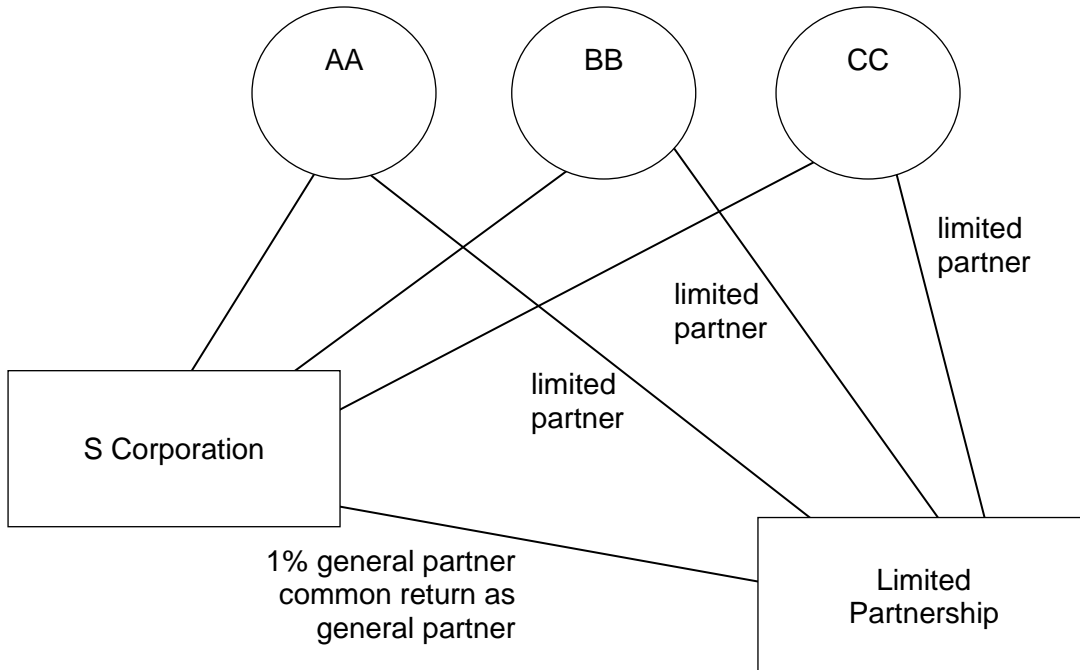 AA
BB
CC
limited
partner
limited
partner
limited
partner
S Corporation
1% general partner
common return as
general partner
Limited
Partnership